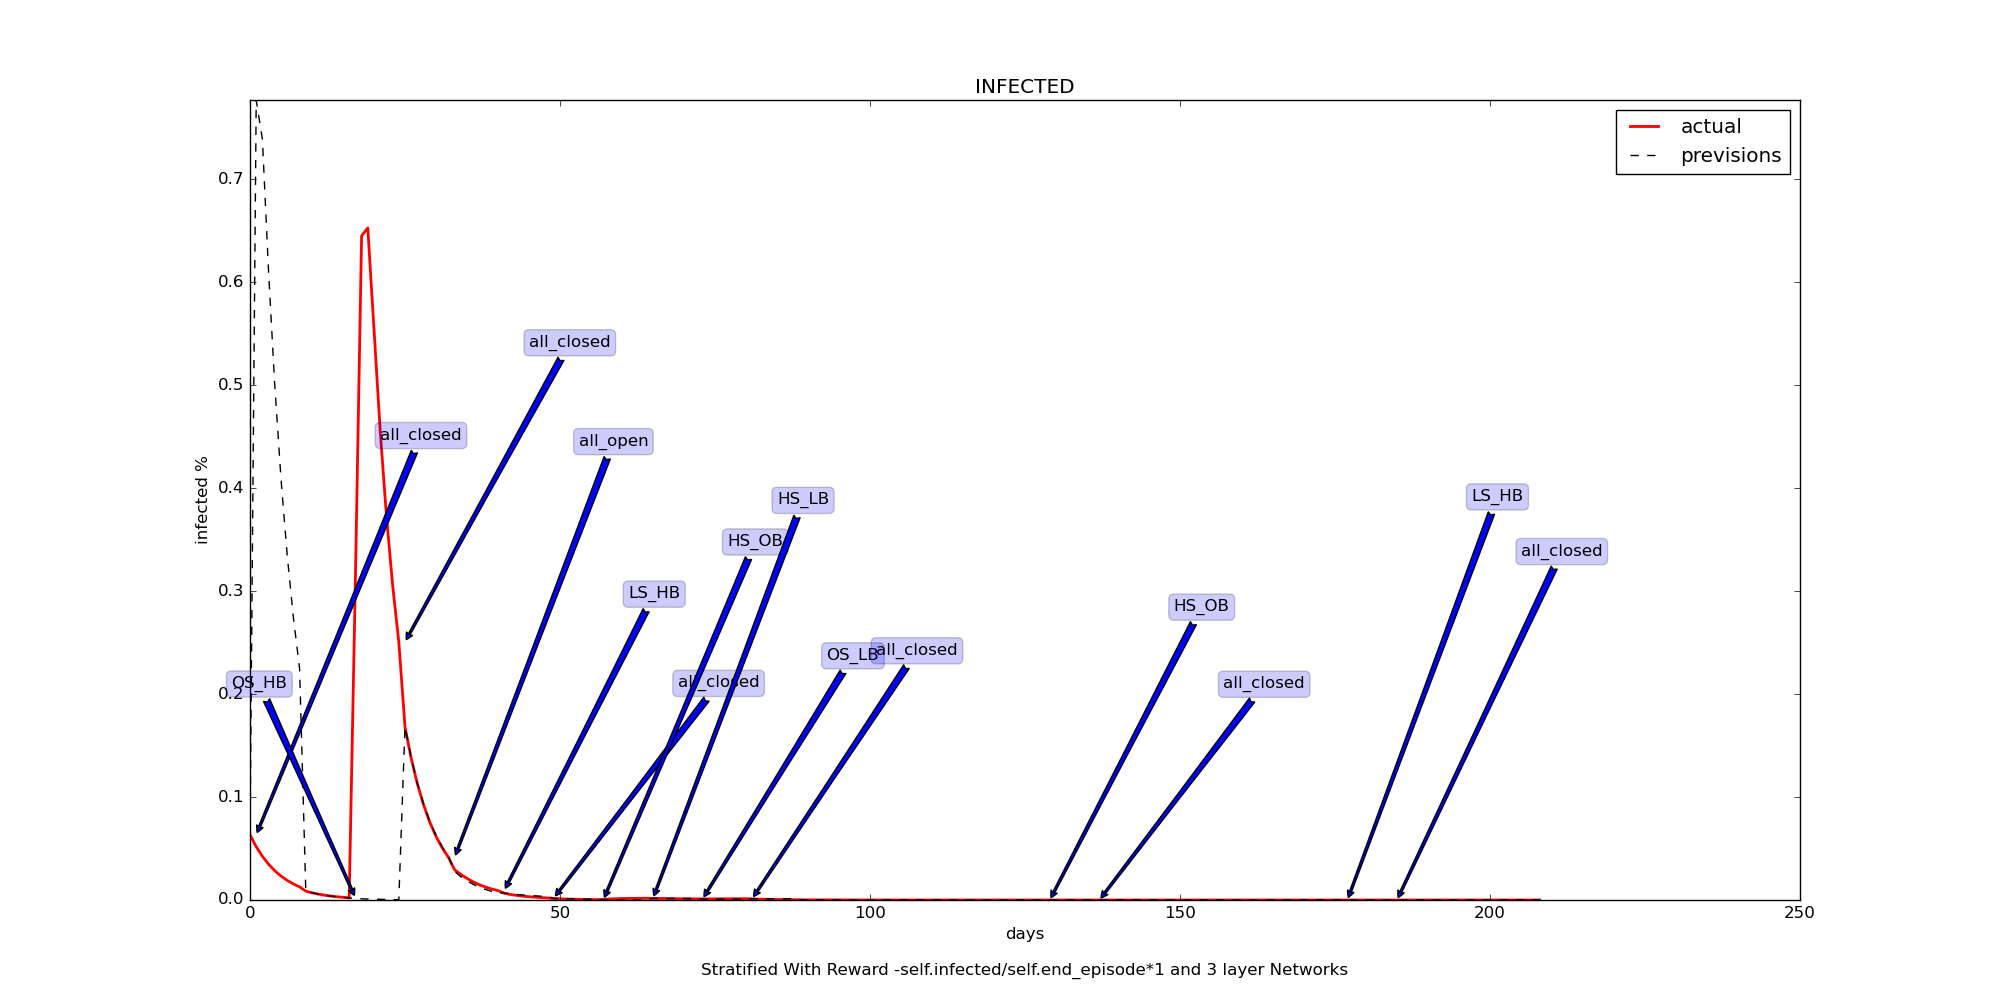 INFECTED
actual
previsions
infected %
0.7
0.6
0.5
0.4
0.3
0.2
0.1
0.0
all_closed
all_closed
all_open
HS_LB
LS_HB
HS_OB
all_closed
LS_HB
HS_OB
OS_LB
all_closed
OS_HB
all_closed
all_closed
0
50
100
150
200
250
days
Stratified With Reward -self.infected/self.end_episode*1 and 3 layer Networks